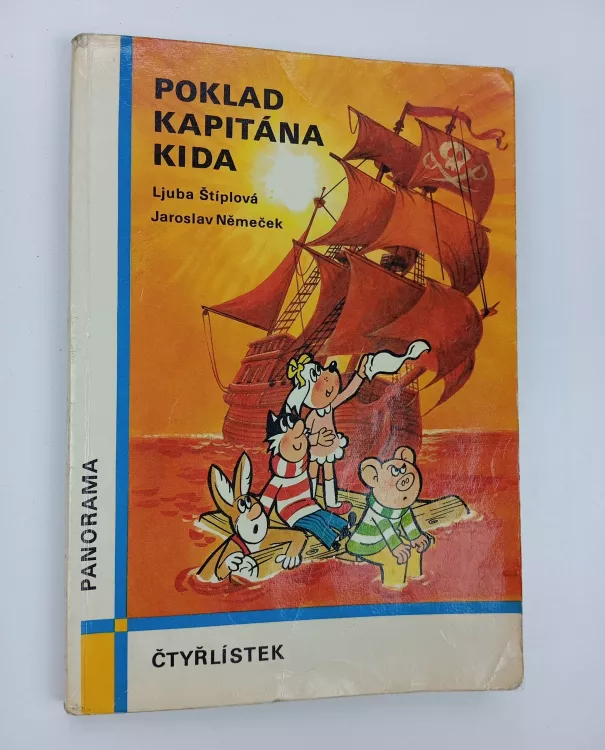 POKLAD
KAPITÁNA
KIDA
Ljuba Štíplová
Jaroslav Němeček
PANORAMA
ČTYŘLÍSTEK